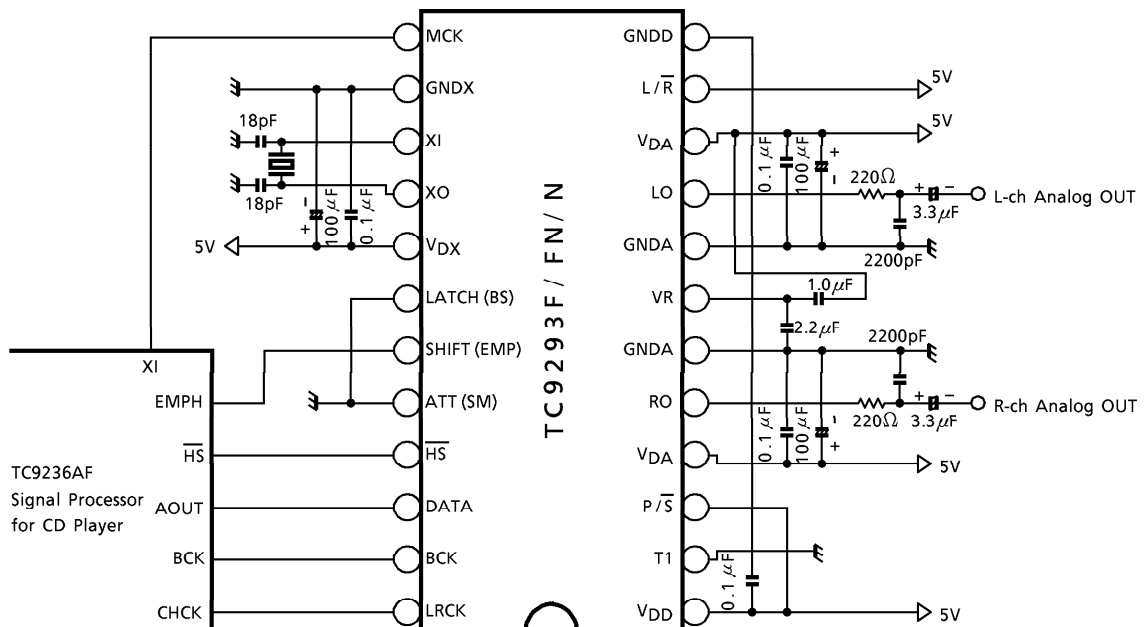 MCK
GNDX
XI
XO
VDX
LATCH (BS)
SHIFT (EMP)
ATT (SM)
H̅S̅
DATA
BCK
LRCK
18pF
18pF
100μF
0.1μF
- +
5V
TC9293F/FN/N
GNDD
L/R̅
VDA
LO
GNDA
VR
GNDA
RO
VDA
P/S̅
T1
VDD
5V
5V
0.1μF
100μF
+ -
220Ω
+ -
3.3μF
L-ch Analog OUT
2200pF
1.0μF
2.2μF
2200pF
0.1μF
100μF
- +
220Ω
+ -
3.3μF
R-ch Analog OUT
5V
0.1μF
5V
XI
EMPH
H̅S̅
AOUT
BCK
CHCK
TC9236AF
Signal Processor
for CD Player